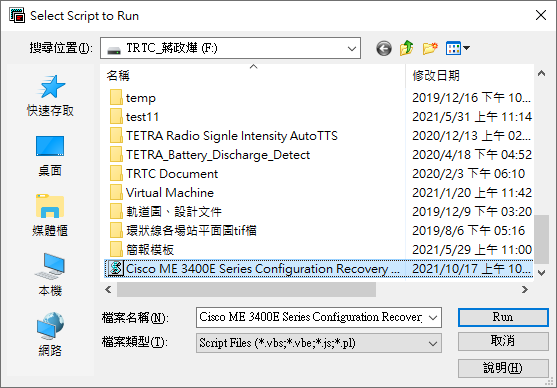 Select Script to Run
搜尋位置(I):
TRTC_蔣政燁 (F:)
快速存取
桌面
媒體櫃
本機
網路
名稱 修改日期
temp 2019/12/16 下午 10...
test11 2021/5/31 上午 11:14
TETRA Radio Signle Intensity AutoTTS 2020/12/13 上午 02...
TETRA_Battery_Discharge_Detect 2020/4/18 下午 04:52
TRTC Document 2020/2/3 下午 06:10
Virtual Machine 2021/1/20 上午 11:42
軌道圖、設計文件 2019/12/9 下午 03:20
環狀線各場站平面圖tif檔 2019/8/6 下午 05:16
簡報模板 2021/5/29 上午 11:00
Cisco ME 3400E Series Configuration Recovery ... 2021/10/17 上午 10...
檔案名稱(N): Cisco ME 3400E Series Configuration Recovery Run
檔案類型(T): Script Files (*.vbs;*.vbe;*.js;*.pl) 取消
說明(H)